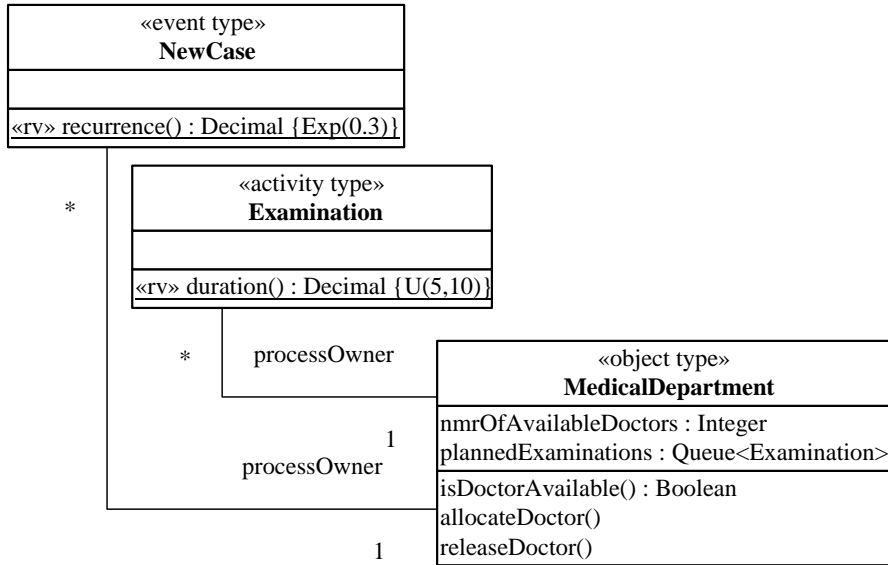 «event type»
NewCase
«rv» recurrence() : Decimal {Exp(0.3)}
*
«activity type»
Examination
«rv» duration() : Decimal {U(5,10)}
*
processOwner
1
«object type»
MedicalDepartment
nmrOfAvailableDoctors : Integer
plannedExaminations : Queue<Examination>
isDoctorAvailable() : Boolean
allocateDoctor()
releaseDoctor()
processOwner
1